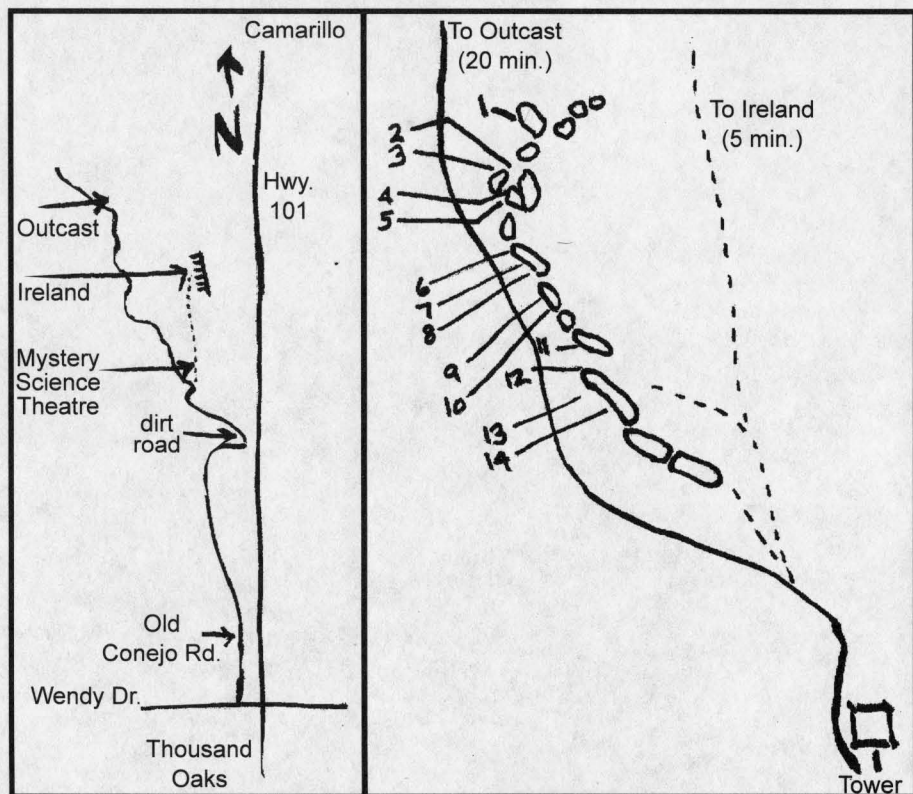 Camarillo
N
Hwy.
101
Outcast
Ireland
Mystery
Science
Theatre
dirt
road
Old
Conejo Rd.
Wendy Dr.
Thousand
Oaks
To Outcast
(20 min.)
To Ireland
(5 min.)
1
2
3
4
5
6
7
8
9
10
11
12
13
14
Tower